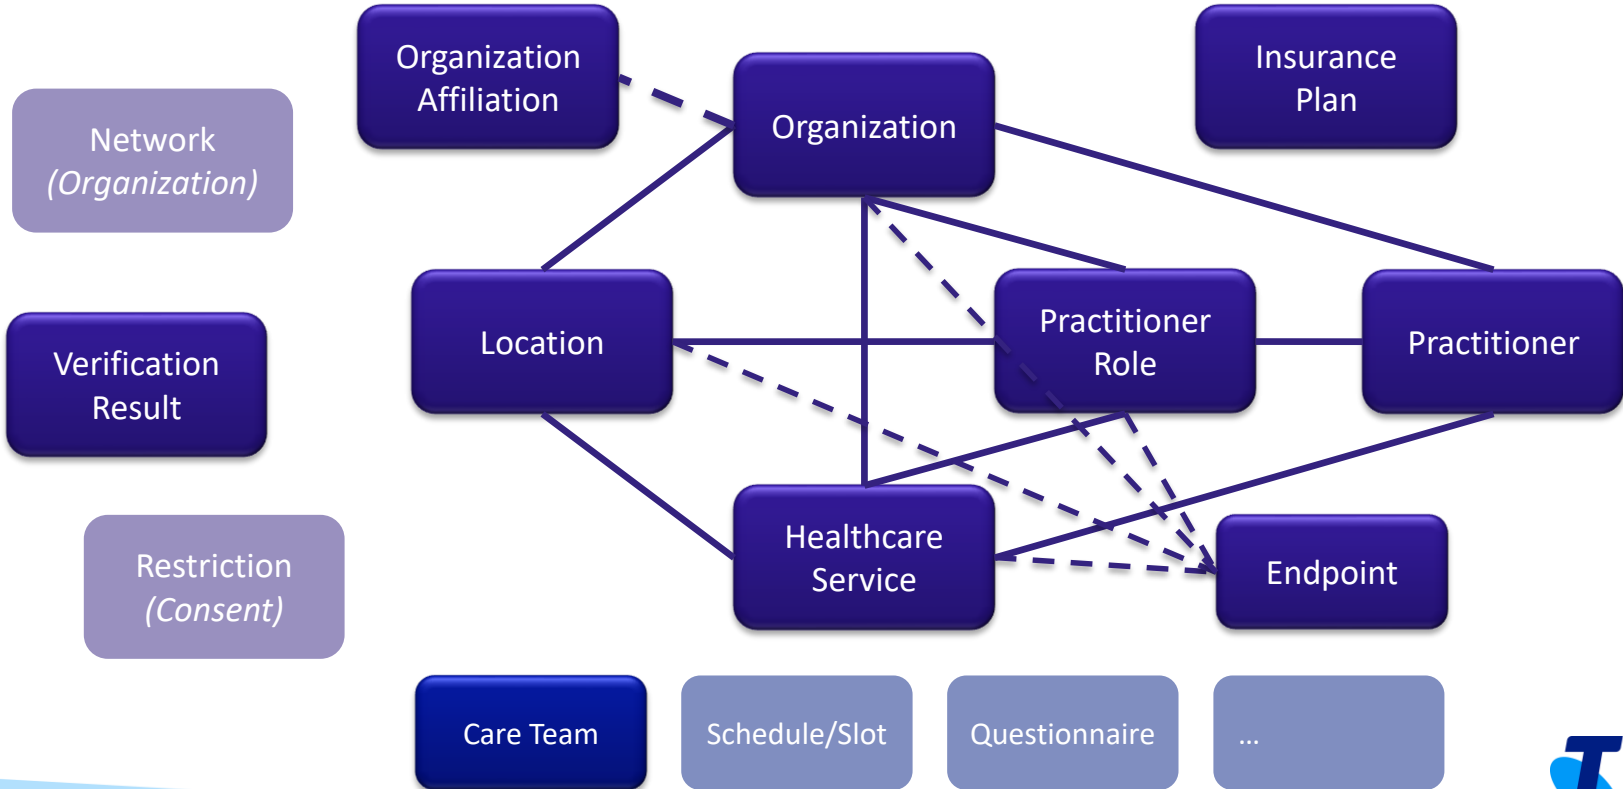 Organization
Affiliation
Insurance
Plan
Organization
Network
(Organization)
Location
Practitioner
Role
Practitioner
Verification
Result
Healthcare
Service
Endpoint
Restriction
(Consent)
Care Team
Schedule/Slot
Questionnaire
...
T